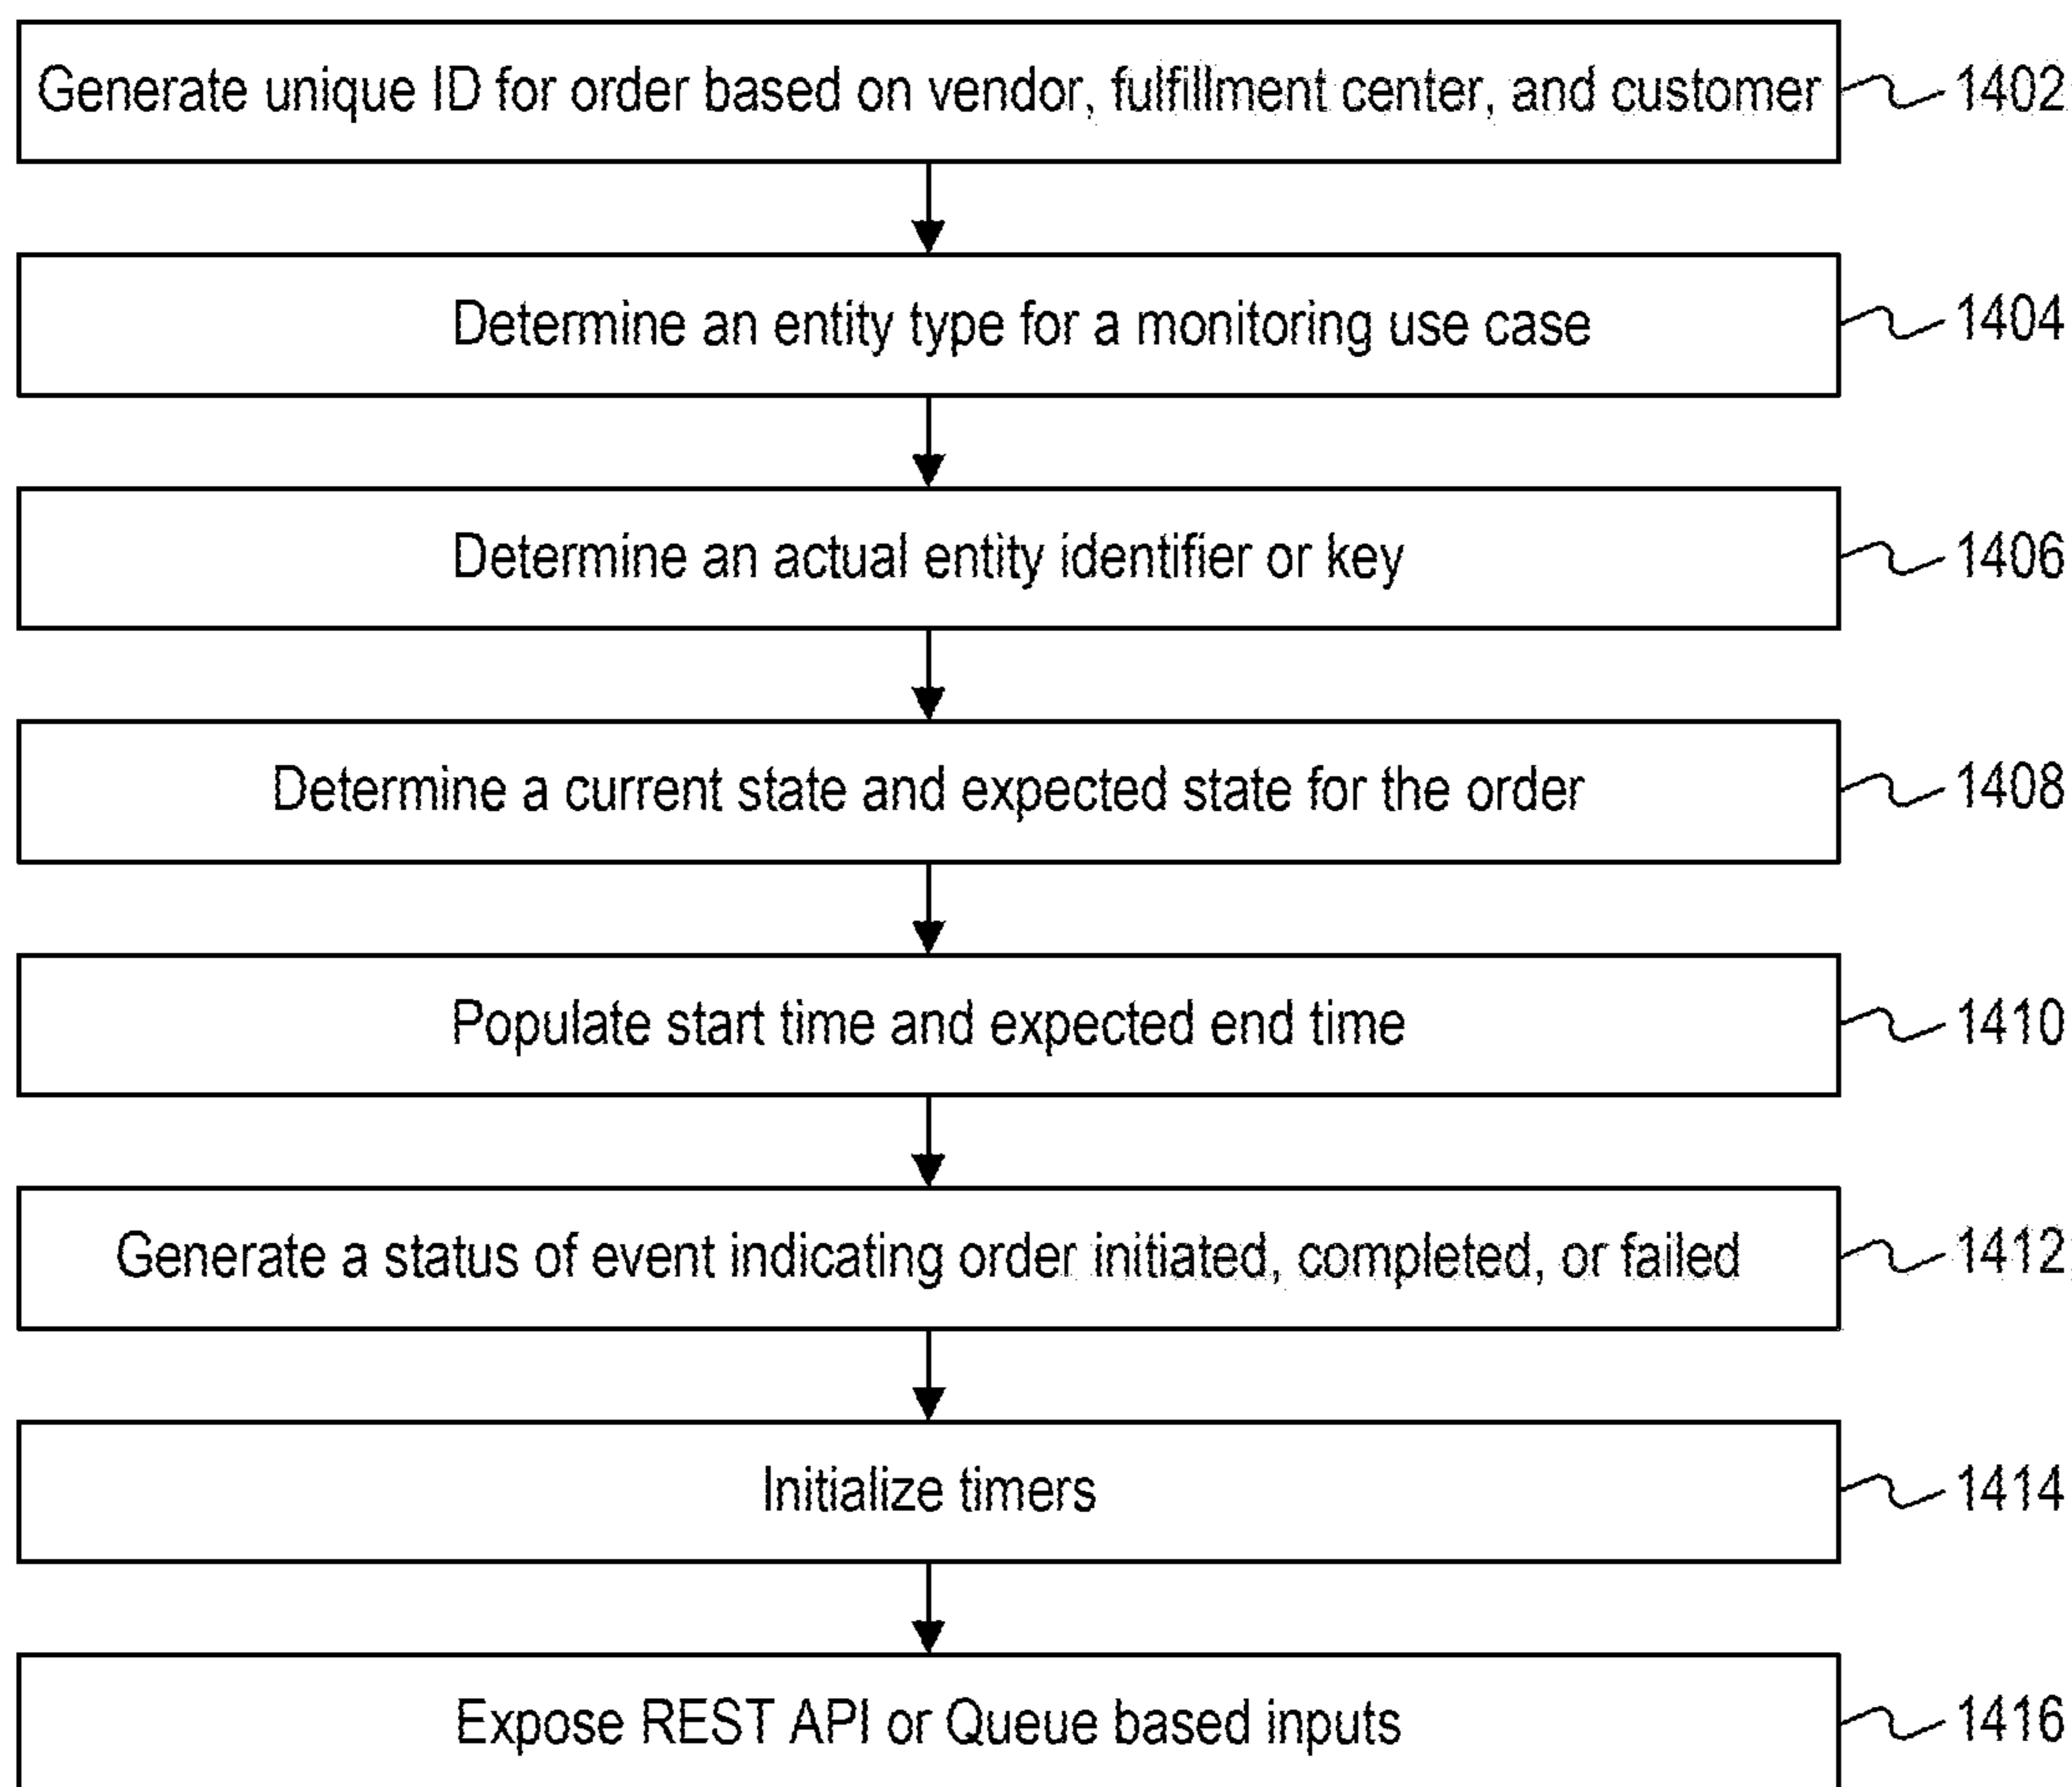 Generate unique ID for order based on vendor, fulfillment center, and customer 1402
Determine an entity type for a monitoring use case 1404
Determine an actual entity identifier or key 1406
Determine a current state and expected state for the order 1408
Populate start time and expected end time 1410
Generate a status of event indicating order initiated, completed, or failed 1412
Initialize timers 1414
Expose REST API or Queue based inputs 1416